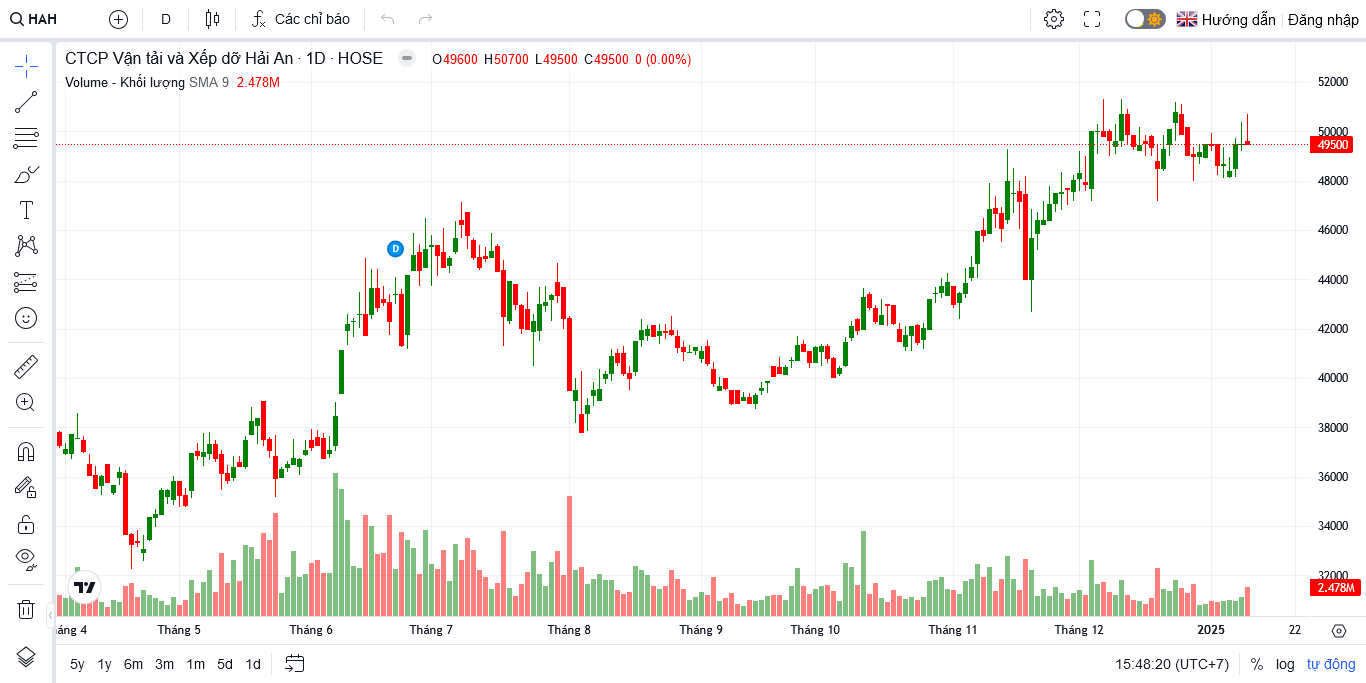 HAH D Các chỉ báo Hướng dẫn Đăng nhập
CTCP Vận tải và Xếp dỡ Hải An · 1D · HOSE O49600 H50700 L49500 C49500 0 (0.00%)
Volume - Khối lượng SMA 9 2.478M
52000
50000
49500
48000
46000
D
44000
42000
40000
38000
36000
34000
32000
2.478M
áng 4 Tháng 5 Tháng 6 Tháng 7 Tháng 8 Tháng 9 Tháng 10 Tháng 11 Tháng 12 2025 22
5y 1y 6m 3m 1m 5d 1d 15:48:20 (UTC+7) % log tự động